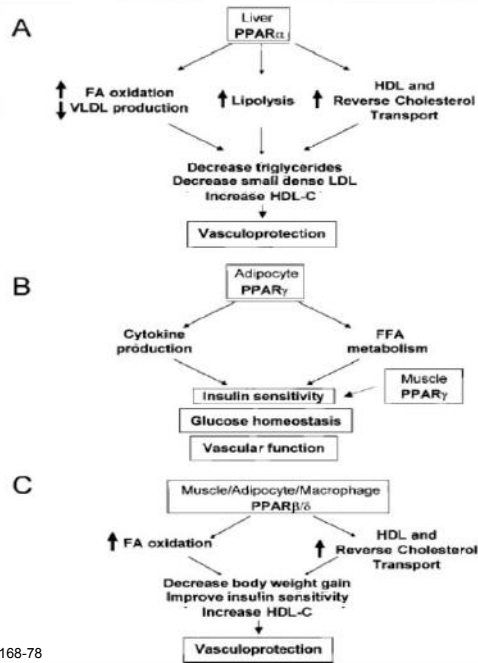 A
Liver
PPARα
FA oxidation
VLDL production
Lipolysis
HDL and
Reverse Cholesterol
Transport
Decrease triglycerides
Decrease small dense LDL
Increase HDL-C
Vasculoprotection
B
Adipocyte
PPARγ
Cytokine
production
FFA
metabolism
Muscle
PPARγ
Insulin sensitivity
Glucose homeostasis
Vascular function
C
Muscle/Adipocyte/Macrophage
PPARβ/δ
FA oxidation
HDL and
Reverse Cholesterol
Transport
Decrease body weight gain
Improve insulin sensitivity
Increase HDL-C
Vasculoprotection
168-78